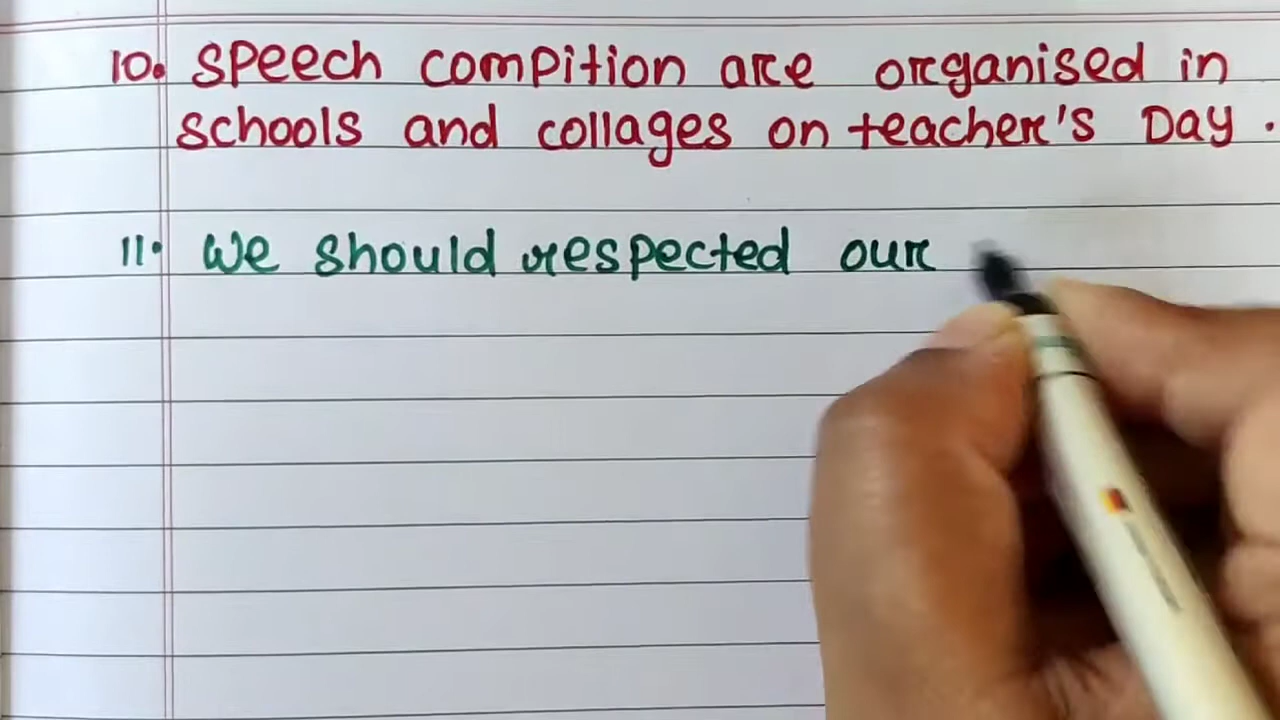 10. Speech compition are organised in
schools and collages on teacher's Day.
11. We should respected our